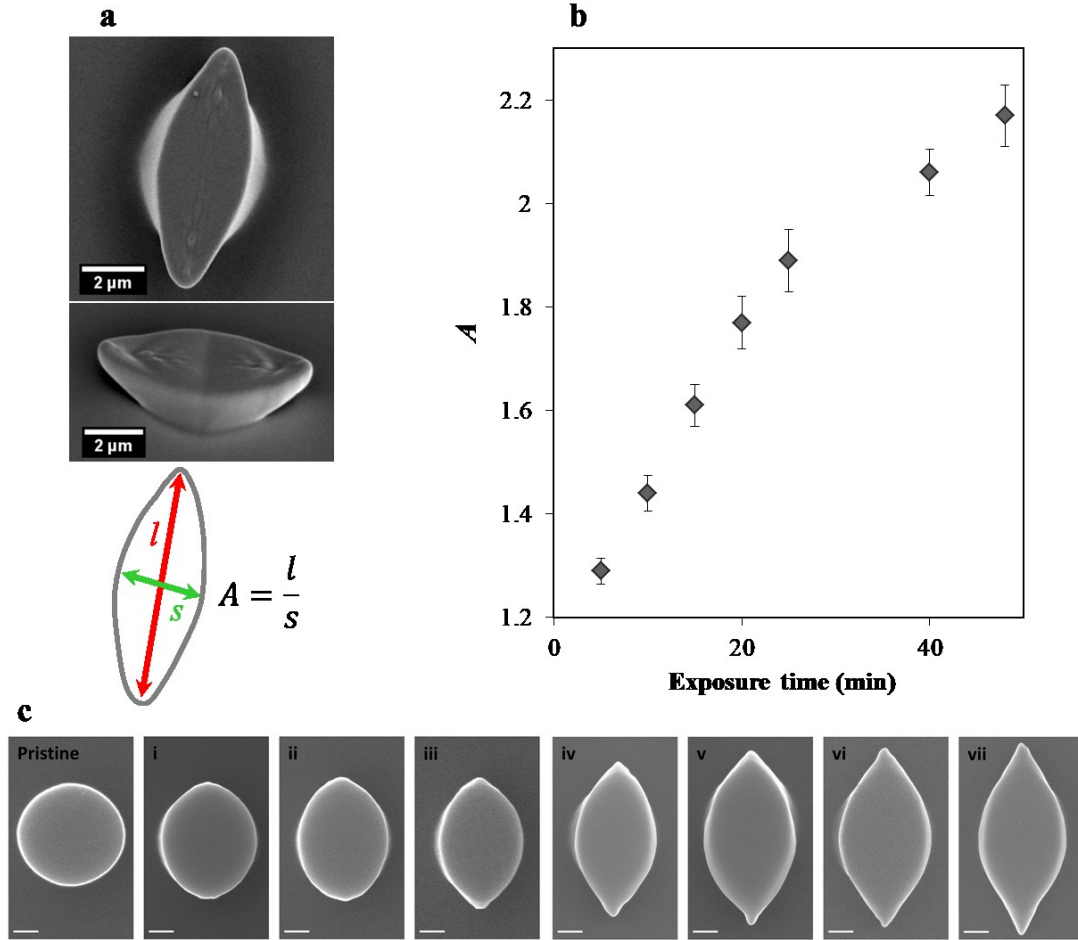 a
2 µm
2 µm
l
s
A = l/s
b
A
2.2
2
1.8
1.6
1.4
1.2
0 20 40
Exposure time (min)
c
Pristine i ii iii iv v vi vii